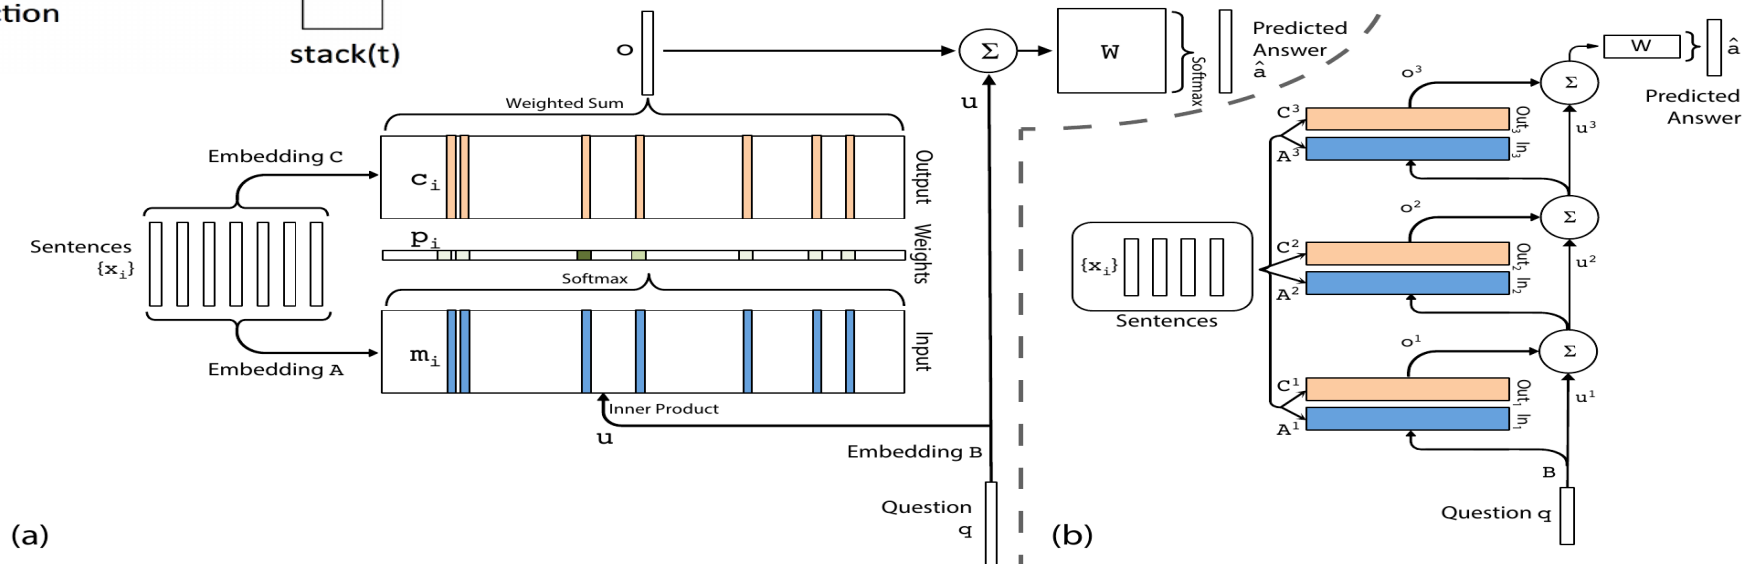 ction
stack(t)
o
Weighted Sum
Σ
u
W
Softmax
Predicted
Answer
â
Embedding C
c_i
Output
Sentences
{x_i}
p_i
Weights
Softmax
m_i
Input
Embedding A
Inner Product
u
Embedding B
Question
q
(a)
W
â
Predicted
Answer
Σ
o³
C³
A³
Out₃ In₃
u³
o²
Σ
C²
A²
Out₂ In₂
u²
{x_i}
Sentences
o¹
Σ
C¹
A¹
Out₁ In₁
u¹
B
Question q
(b)